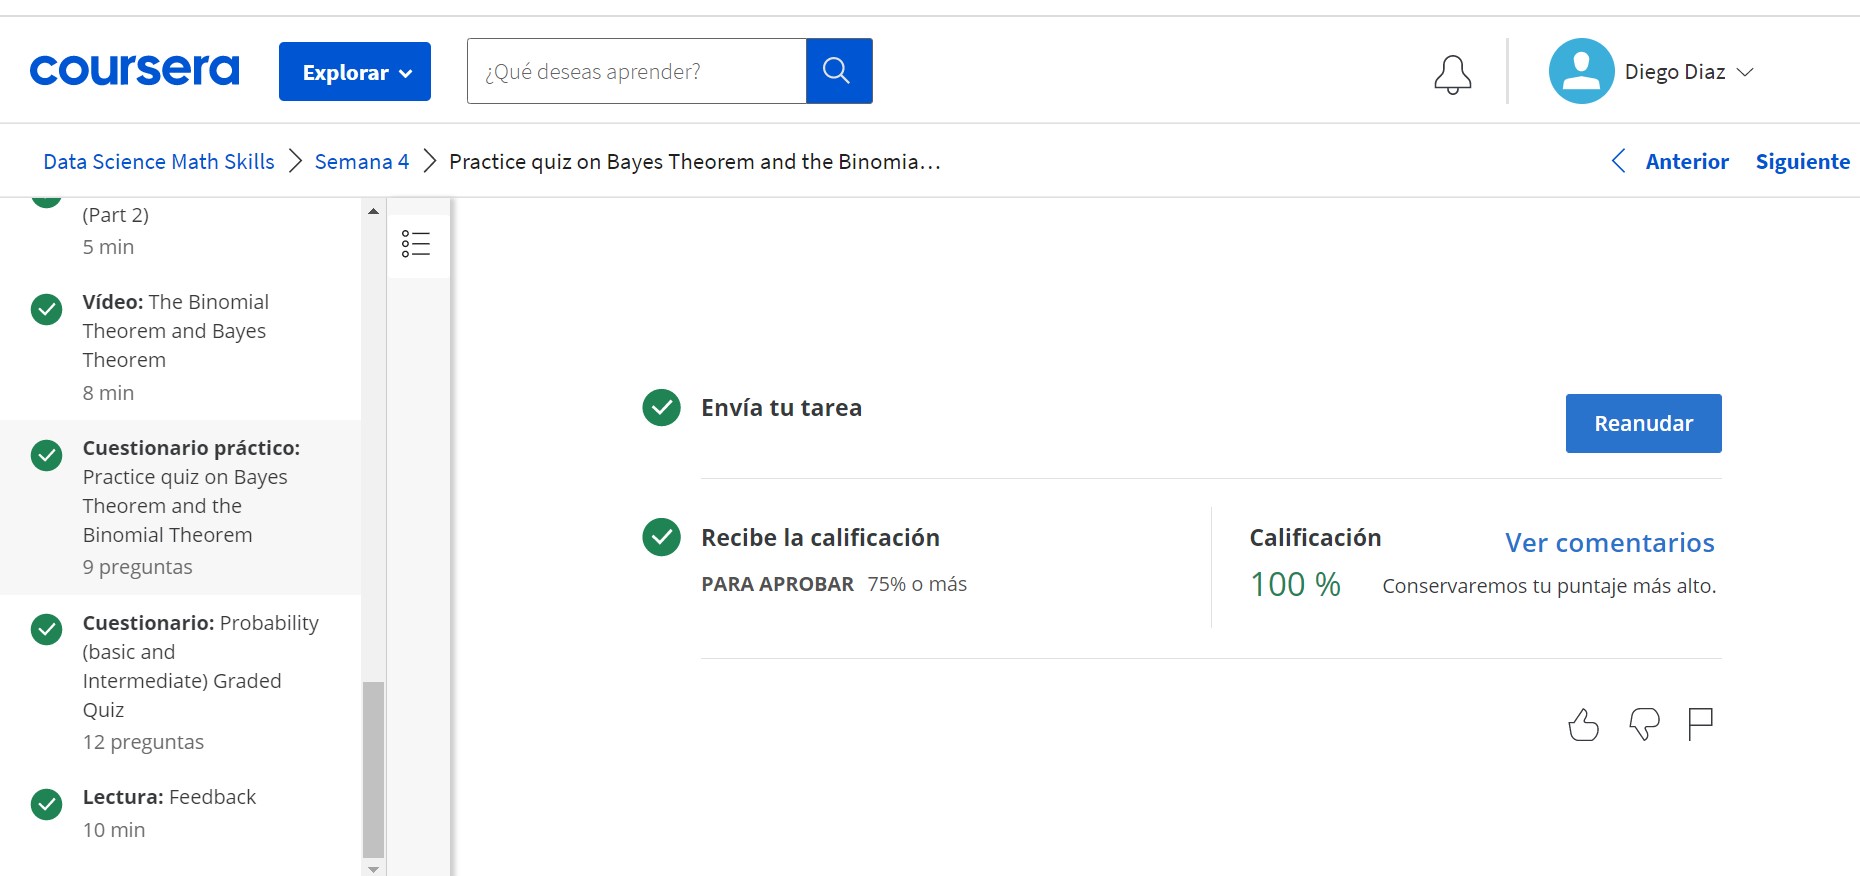 coursera
Explorar
¿Qué deseas aprender?
Diego Diaz
Data Science Math Skills
Semana 4
Practice quiz on Bayes Theorem and the Binomia...
Anterior
Siguiente
(Part 2)
5 min
Vídeo: The Binomial
Theorem and Bayes
Theorem
8 min
Cuestionario práctico:
Practice quiz on Bayes
Theorem and the
Binomial Theorem
9 preguntas
Cuestionario: Probability
(basic and
Intermediate) Graded
Quiz
12 preguntas
Lectura: Feedback
10 min
Envía tu tarea
Reanudar
Recibe la calificación
PARA APROBAR 75% o más
Calificación
100 %
Ver comentarios
Conservaremos tu puntaje más alto.